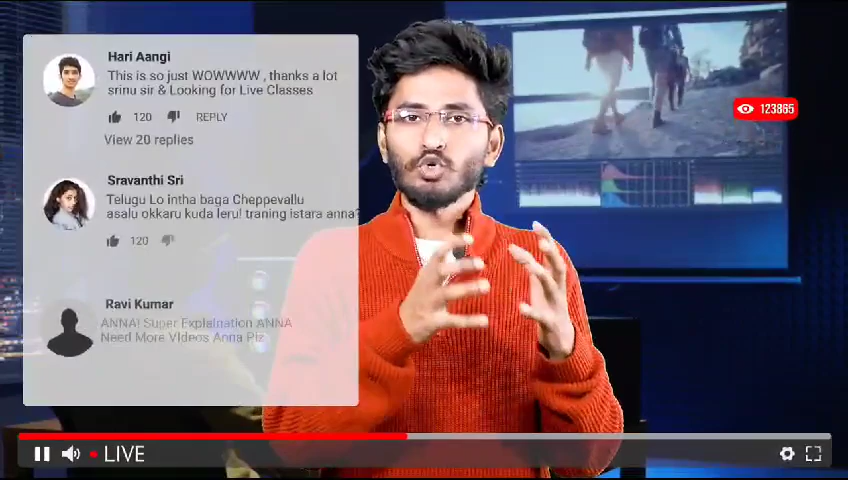 Hari Aangi
This is so just WOWWWW , thanks a lot
srinu sir & Looking for Live Classes
120 REPLY
View 20 replies
Sravanthi Sri
Telugu Lo intha baga Cheppevallu
asalu okkaru kuda leru! traning istara anna?
120
Ravi Kumar
ANNA! Super Explaination ANNA
Need More Videos Anna Plz
123865
LIVE